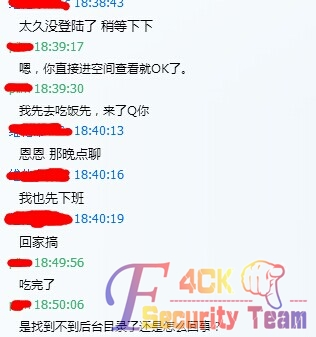 18:38:43
太久没登陆了 稍等下下
18:39:17
嗯，你直接进空间查看就OK了。
18:39:30
我先去吃饭先，来了Q你
18:40:13
恩恩 那晚点聊
18:40:16
我也先下班
18:40:19
回家搞
18:49:56
吃完了
18:50:06
是找到不到后台目录了还是怎么回事？
F4CK
Security Team